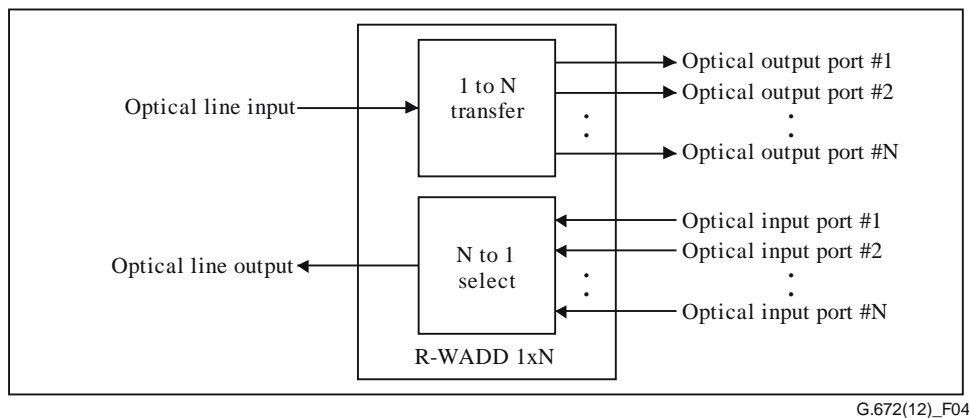 Optical line input
1 to N
transfer
Optical output port #1
Optical output port #2
Optical output port #N
Optical line output
N to 1
select
Optical input port #1
Optical input port #2
Optical input port #N
R-WADD 1xN
G.672(12)_F04